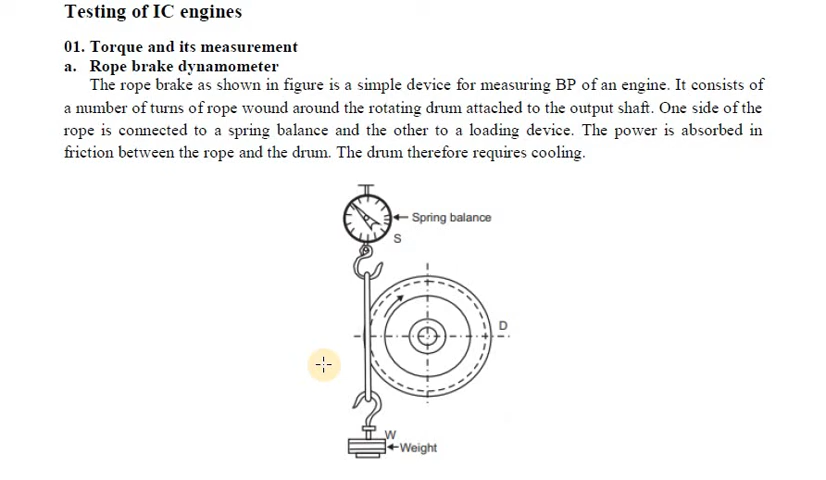 Testing of IC engines
01. Torque and its measurement
a. Rope brake dynamometer
The rope brake as shown in figure is a simple device for measuring BP of an engine. It consists of
a number of turns of rope wound around the rotating drum attached to the output shaft. One side of the
rope is connected to a spring balance and the other to a loading device. The power is absorbed in
friction between the rope and the drum. The drum therefore requires cooling.
Spring balance
S
D
W
Weight